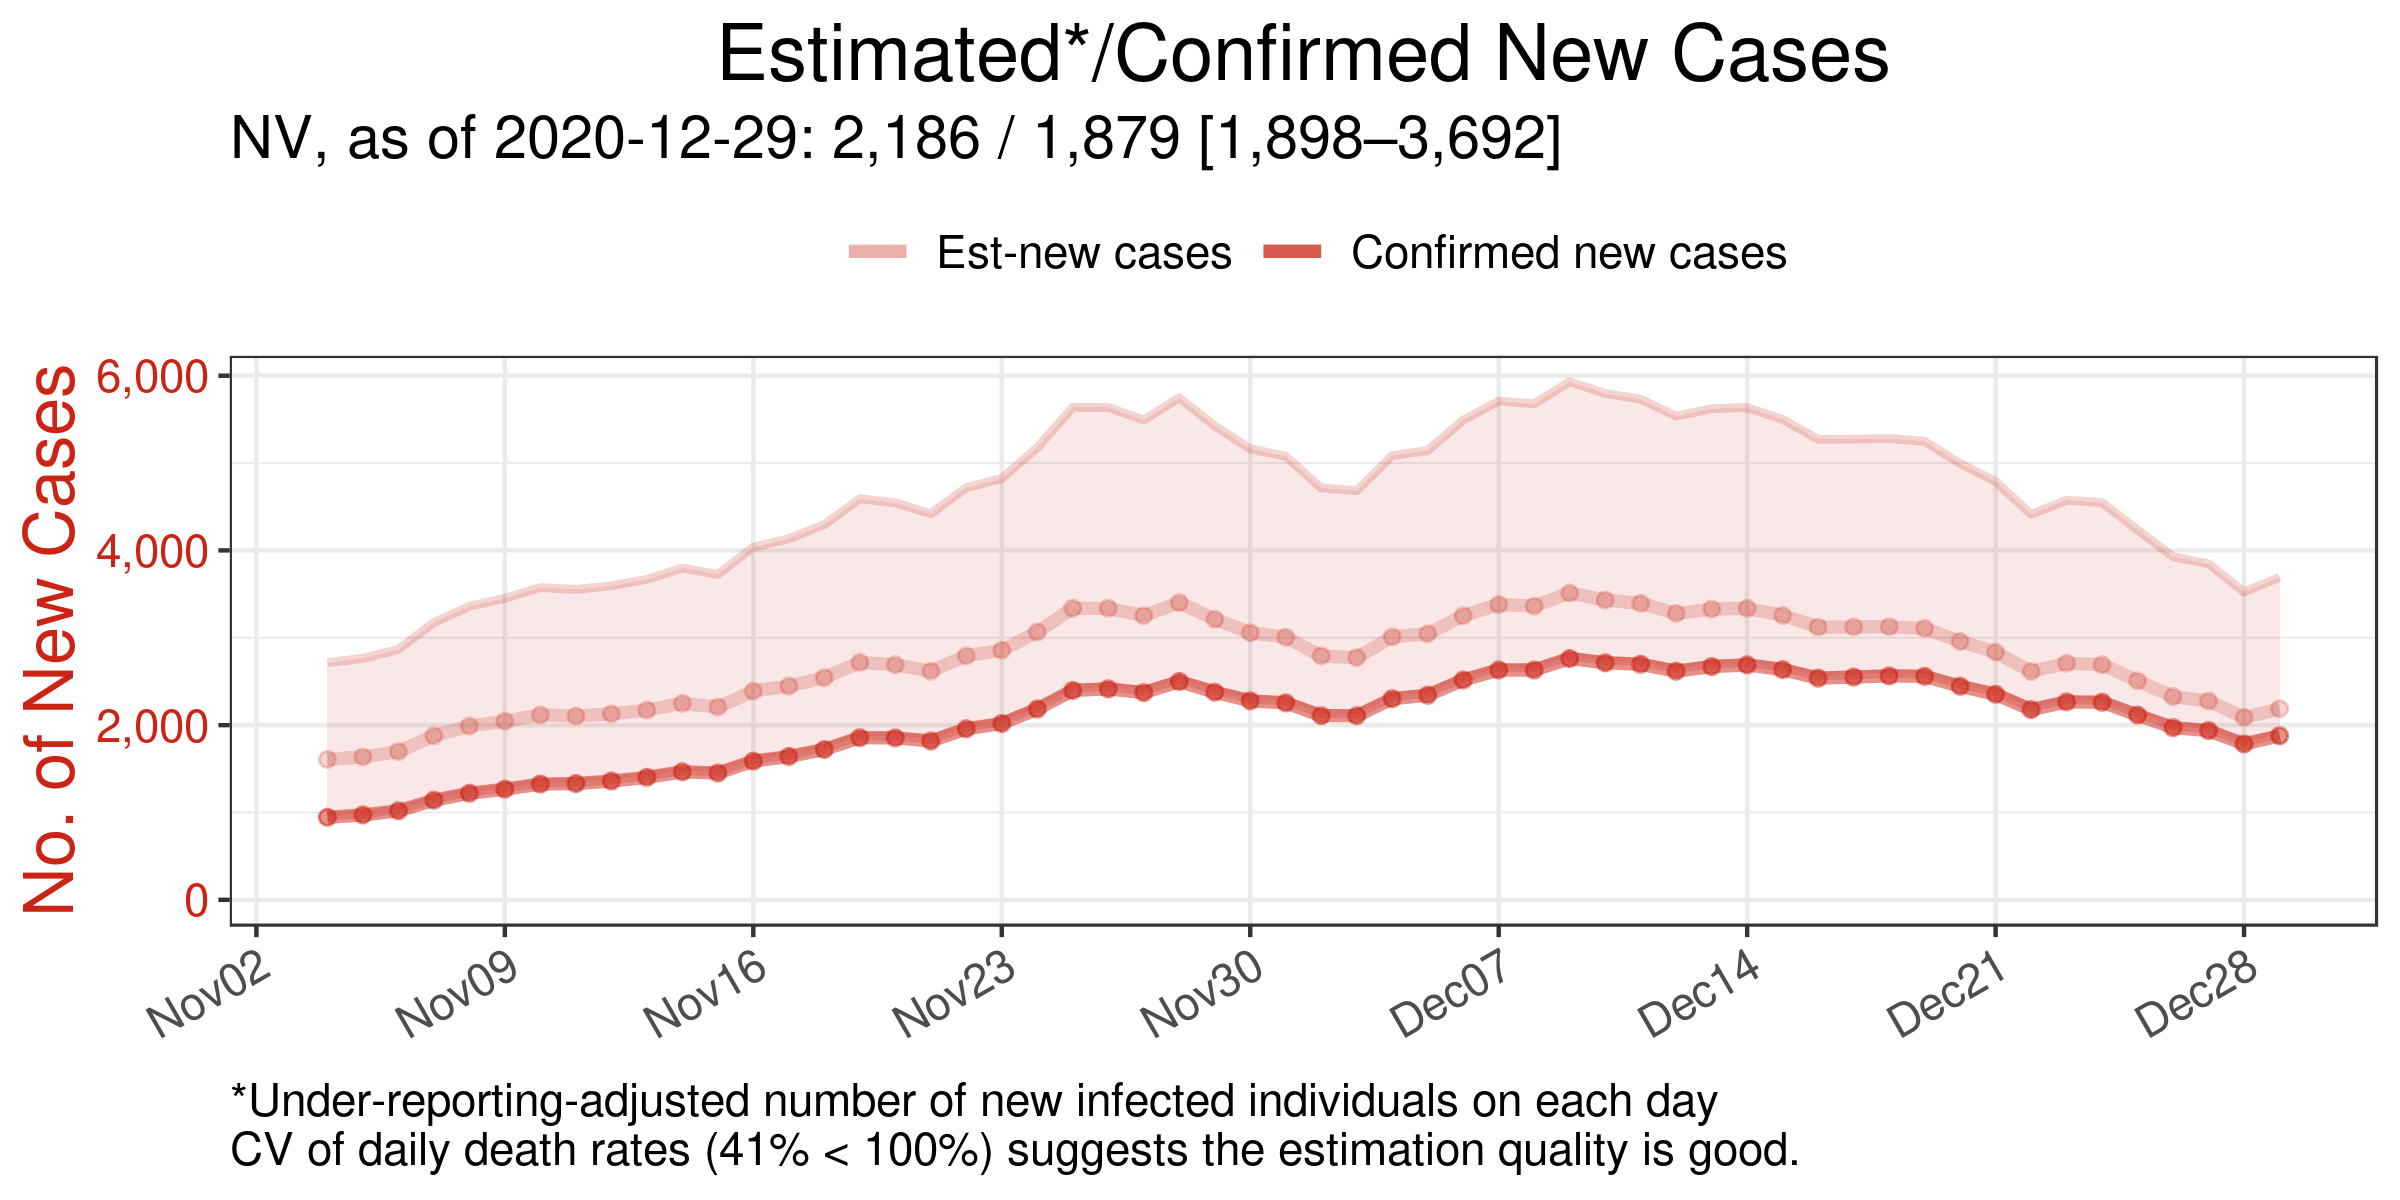 Estimated*/Confirmed New Cases
NV, as of 2020-12-29: 2,186 / 1,879 [1,898–3,692]
Est-new cases
Confirmed new cases
No. of New Cases
6,000
4,000
2,000
0
Nov02
Nov09
Nov16
Nov23
Nov30
Dec07
Dec14
Dec21
Dec28
*Under-reporting-adjusted number of new infected individuals on each day
CV of daily death rates (41% < 100%) suggests the estimation quality is good.